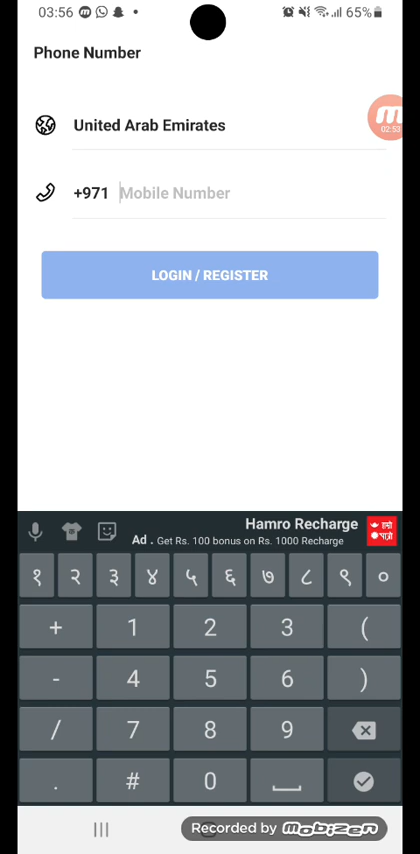 03:56 65%
Phone Number
02:53
United Arab Emirates
+971 Mobile Number
LOGIN / REGISTER
Hamro Recharge
Ad . Get Rs. 100 bonus on Rs. 1000 Recharge
हाम्रो पात्रो
१ २ ३ ४ ५ ६ ७ ८ ९ ०
+ 1 2 3 (
- 4 5 6 )
/ 7 8 9
. # 0
Recorded by mobizen